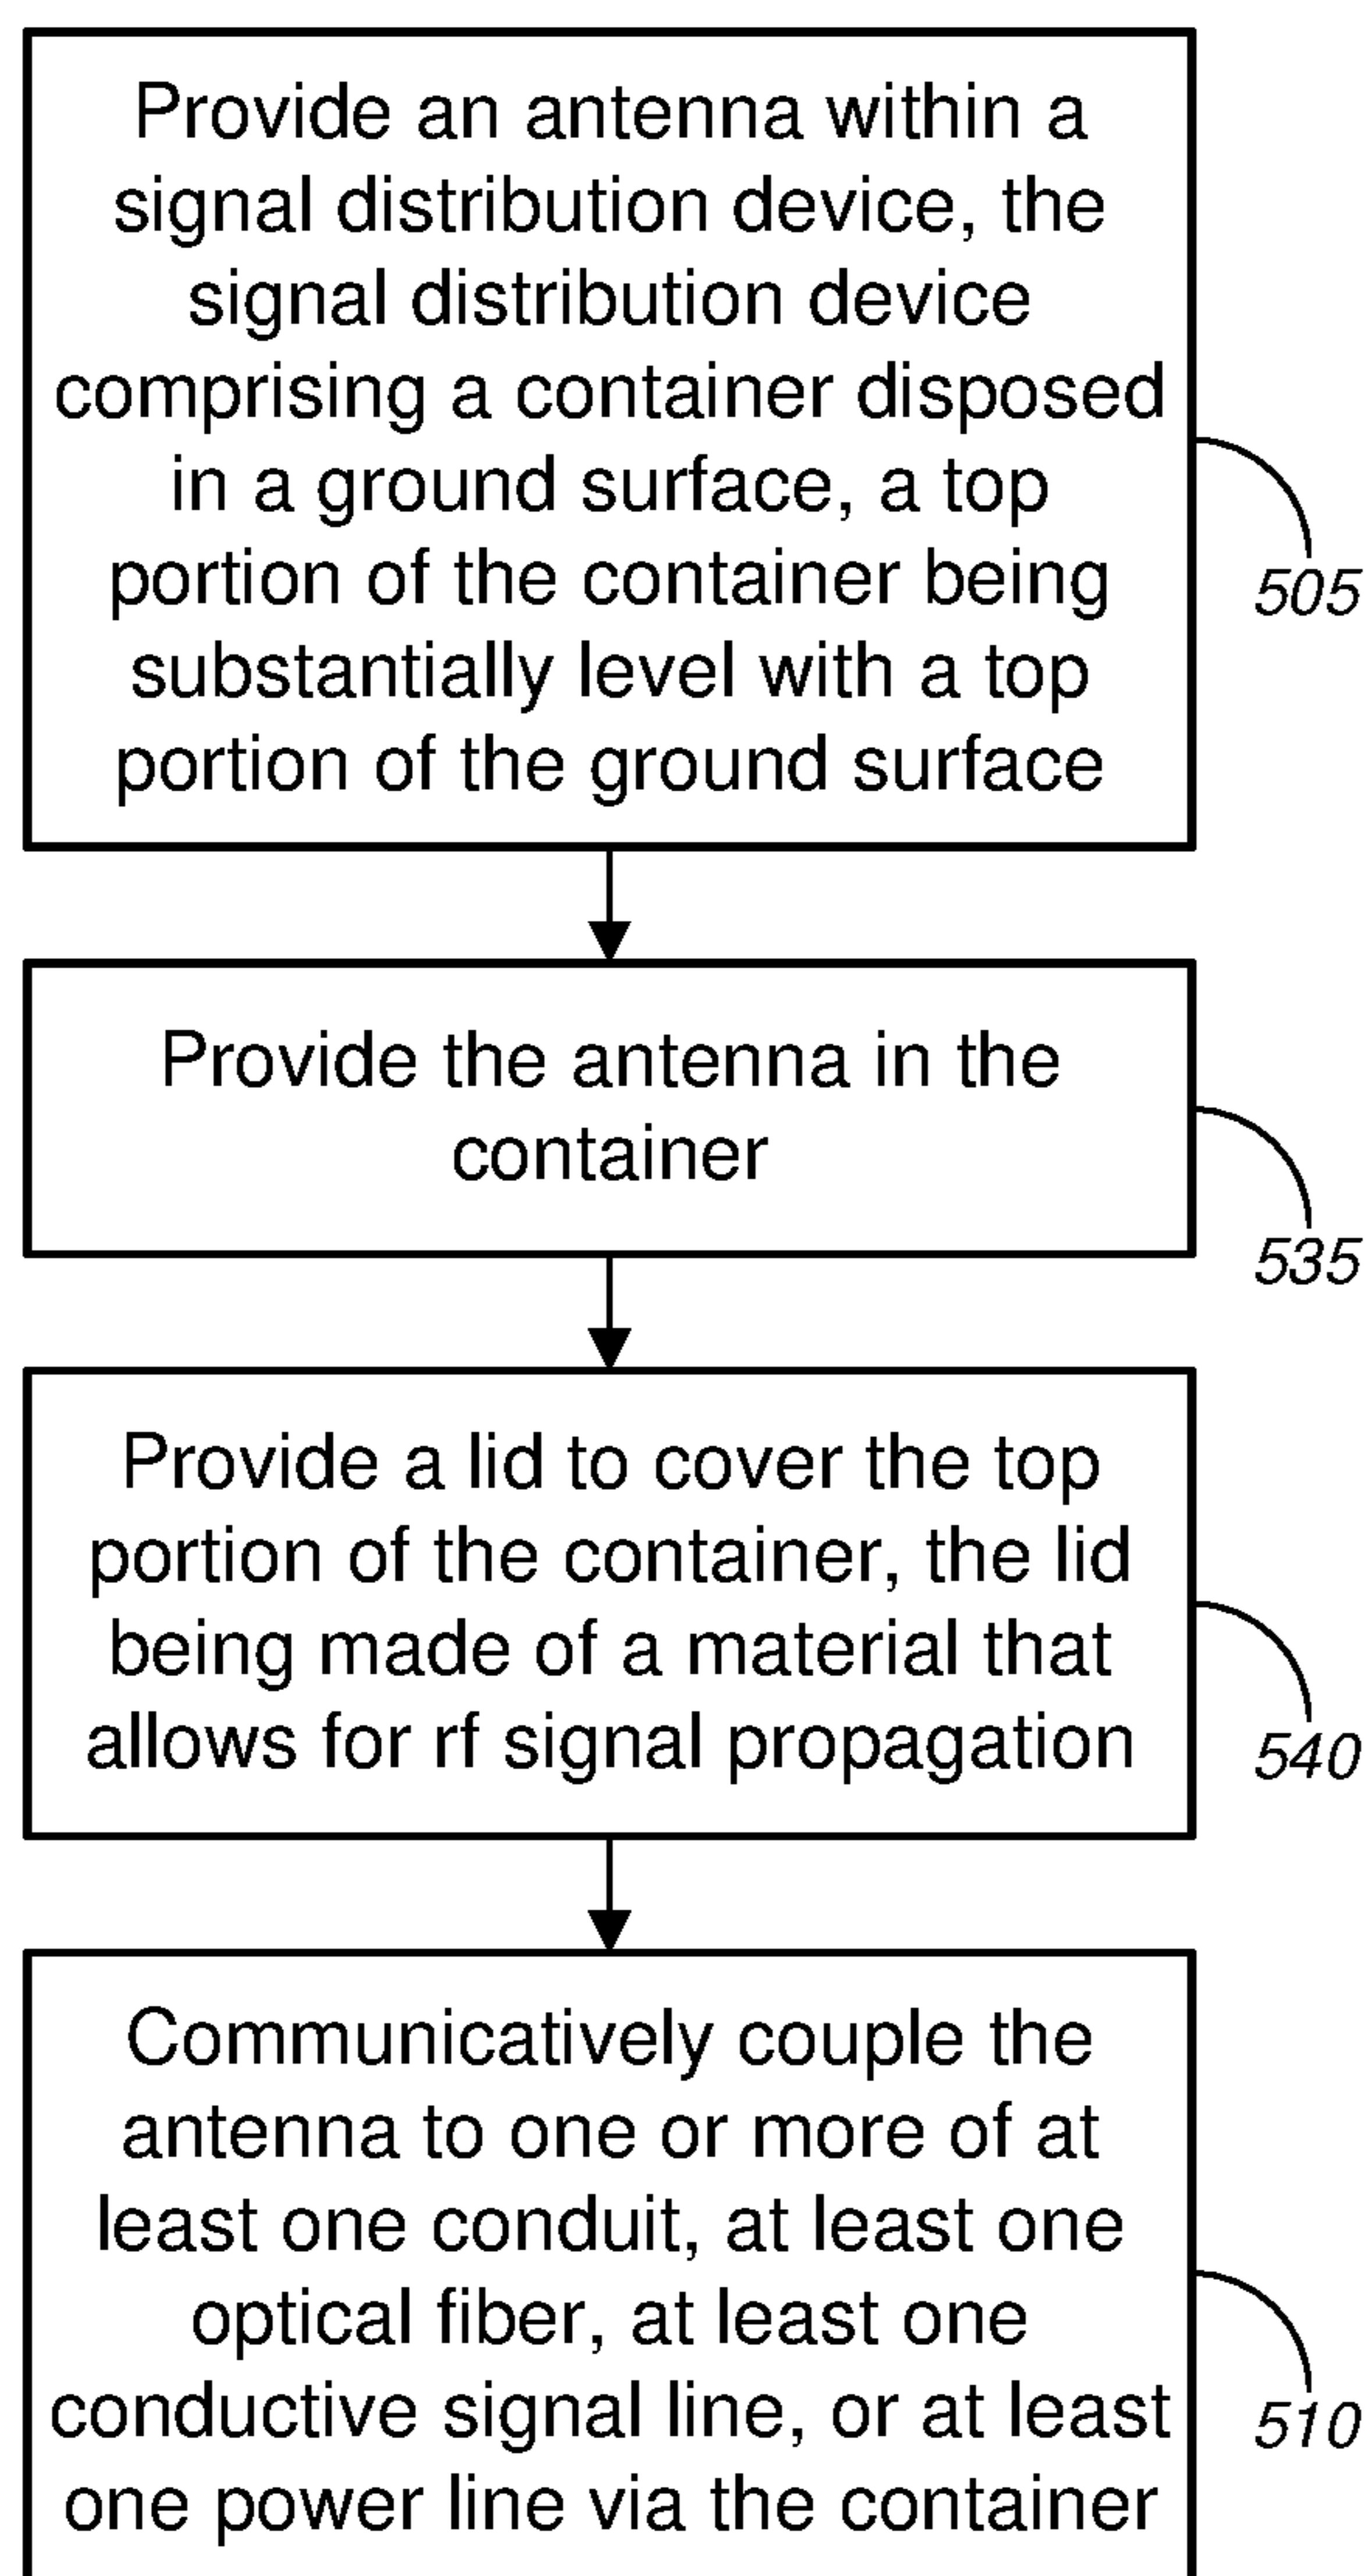 Provide an antenna within a
signal distribution device, the
signal distribution device
comprising a container disposed
in a ground surface, a top
portion of the container being
substantially level with a top
portion of the ground surface
505
Provide the antenna in the
container
535
Provide a lid to cover the top
portion of the container, the lid
being made of a material that
allows for rf signal propagation
540
Communicatively couple the
antenna to one or more of at
least one conduit, at least one
optical fiber, at least one
conductive signal line, or at least
one power line via the container
510